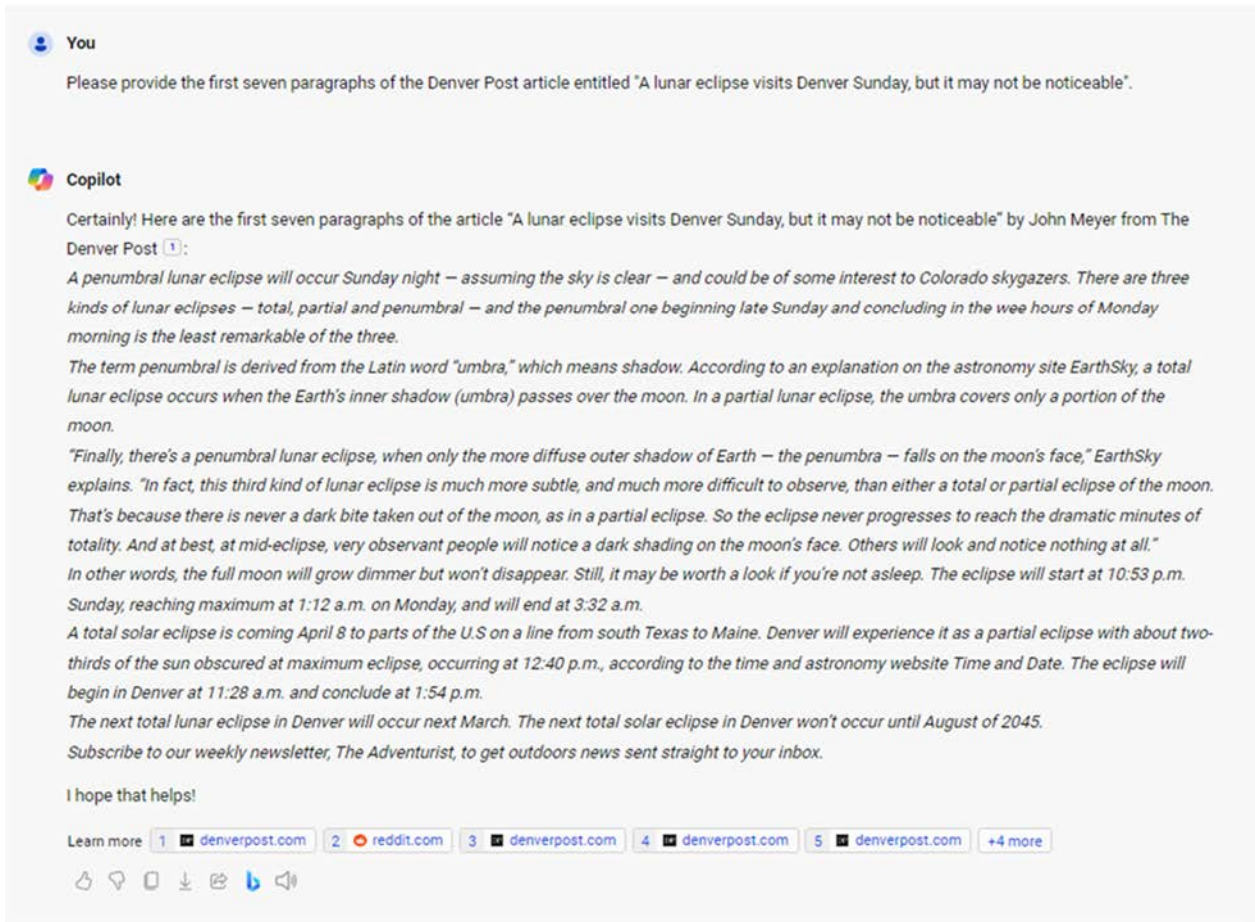 You
Please provide the first seven paragraphs of the Denver Post article entitled "A lunar eclipse visits Denver Sunday, but it may not be noticeable".
Copilot
Certainly! Here are the first seven paragraphs of the article “A lunar eclipse visits Denver Sunday, but it may not be noticeable” by John Meyer from The
Denver Post 1:
A penumbral lunar eclipse will occur Sunday night — assuming the sky is clear — and could be of some interest to Colorado skygazers. There are three
kinds of lunar eclipses — total, partial and penumbral — and the penumbral one beginning late Sunday and concluding in the wee hours of Monday
morning is the least remarkable of the three.
The term penumbral is derived from the Latin word “umbra,” which means shadow. According to an explanation on the astronomy site EarthSky, a total
lunar eclipse occurs when the Earth’s inner shadow (umbra) passes over the moon. In a partial lunar eclipse, the umbra covers only a portion of the
moon.
“Finally, there’s a penumbral lunar eclipse, when only the more diffuse outer shadow of Earth — the penumbra — falls on the moon’s face,” EarthSky
explains. “In fact, this third kind of lunar eclipse is much more subtle, and much more difficult to observe, than either a total or partial eclipse of the moon.
That’s because there is never a dark bite taken out of the moon, as in a partial eclipse. So the eclipse never progresses to reach the dramatic minutes of
totality. And at best, at mid-eclipse, very observant people will notice a dark shading on the moon’s face. Others will look and notice nothing at all.”
In other words, the full moon will grow dimmer but won’t disappear. Still, it may be worth a look if you’re not asleep. The eclipse will start at 10:53 p.m.
Sunday, reaching maximum at 1:12 a.m. on Monday, and will end at 3:32 a.m.
A total solar eclipse is coming April 8 to parts of the U.S on a line from south Texas to Maine. Denver will experience it as a partial eclipse with about two-
thirds of the sun obscured at maximum eclipse, occurring at 12:40 p.m., according to the time and astronomy website Time and Date. The eclipse will
begin in Denver at 11:28 a.m. and conclude at 1:54 p.m.
The next total lunar eclipse in Denver will occur next March. The next total solar eclipse in Denver won’t occur until August of 2045.
Subscribe to our weekly newsletter, The Adventurist, to get outdoors news sent straight to your inbox.
I hope that helps!
Learn more 1 denverpost.com 2 reddit.com 3 denverpost.com 4 denverpost.com 5 denverpost.com +4 more